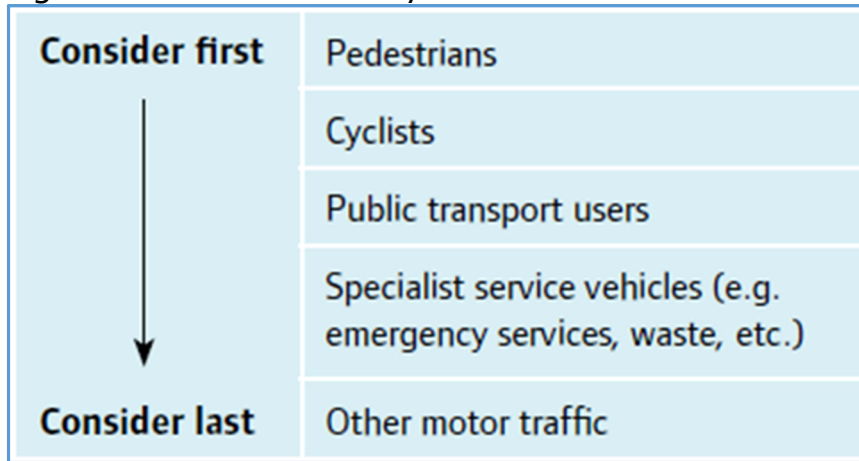 Consider first
Pedestrians
Cyclists
Public transport users
Specialist service vehicles (e.g.
emergency services, waste, etc.)
Consider last
Other motor traffic